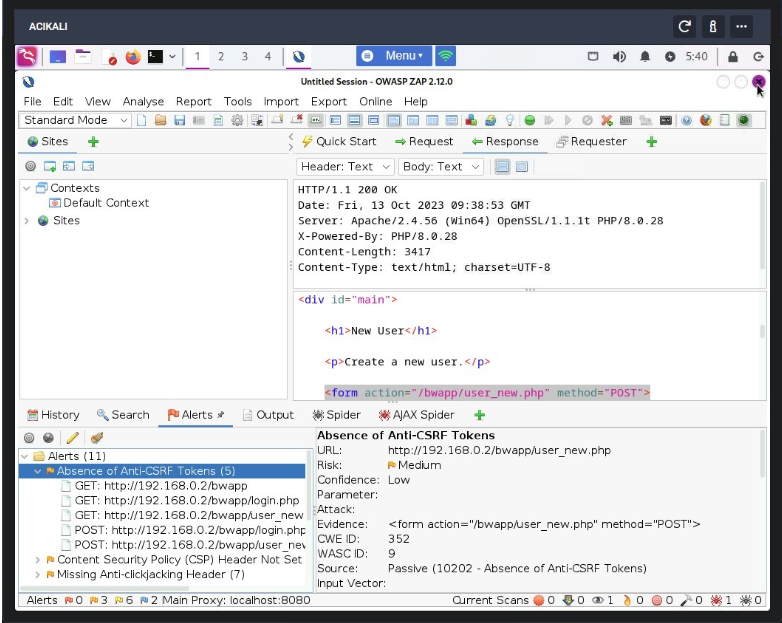 ACIKALI
1 2 3 4 Menu 5:40
Untitled Session - OWASP ZAP 2.12.0
File Edit View Analyse Report Tools Import Export Online Help
Standard Mode
Sites
Quick Start Request Response Requester
Header: Text Body: Text
Contexts
Default Context
Sites
HTTP/1.1 200 OK
Date: Fri, 13 Oct 2023 09:38:53 GMT
Server: Apache/2.4.56 (Win64) OpenSSL/1.1.1t PHP/8.0.28
X-Powered-By: PHP/8.0.28
Content-Length: 3417
Content-Type: text/html; charset=UTF-8
<div id="main">
<h1>New User</h1>
<p>Create a new user.</p>
<form action="/bwapp/user_new.php" method="POST">
History Search Alerts Output Spider AJAX Spider
Alerts (11)
Absence of Anti-CSRF Tokens (5)
GET: http://192.168.0.2/bwapp
GET: http://192.168.0.2/bwapp/login.php
GET: http://192.168.0.2/bwapp/user_new
POST: http://192.168.0.2/bwapp/login.php
POST: http://192.168.0.2/bwapp/user_new
Content Security Policy (CSP) Header Not Set
Missing Anti-clickjacking Header (7)
Absence of Anti-CSRF Tokens
URL: http://192.168.0.2/bwapp/user_new.php
Risk: Medium
Confidence: Low
Parameter:
Attack:
Evidence: <form action="/bwapp/user_new.php" method="POST">
CWE ID: 352
WASC ID: 9
Source: Passive (10202 - Absence of Anti-CSRF Tokens)
Input Vector:
Alerts 0 3 6 2 Main Proxy: localhost:8080 Current Scans 0 0 1 0 0 0 1 0